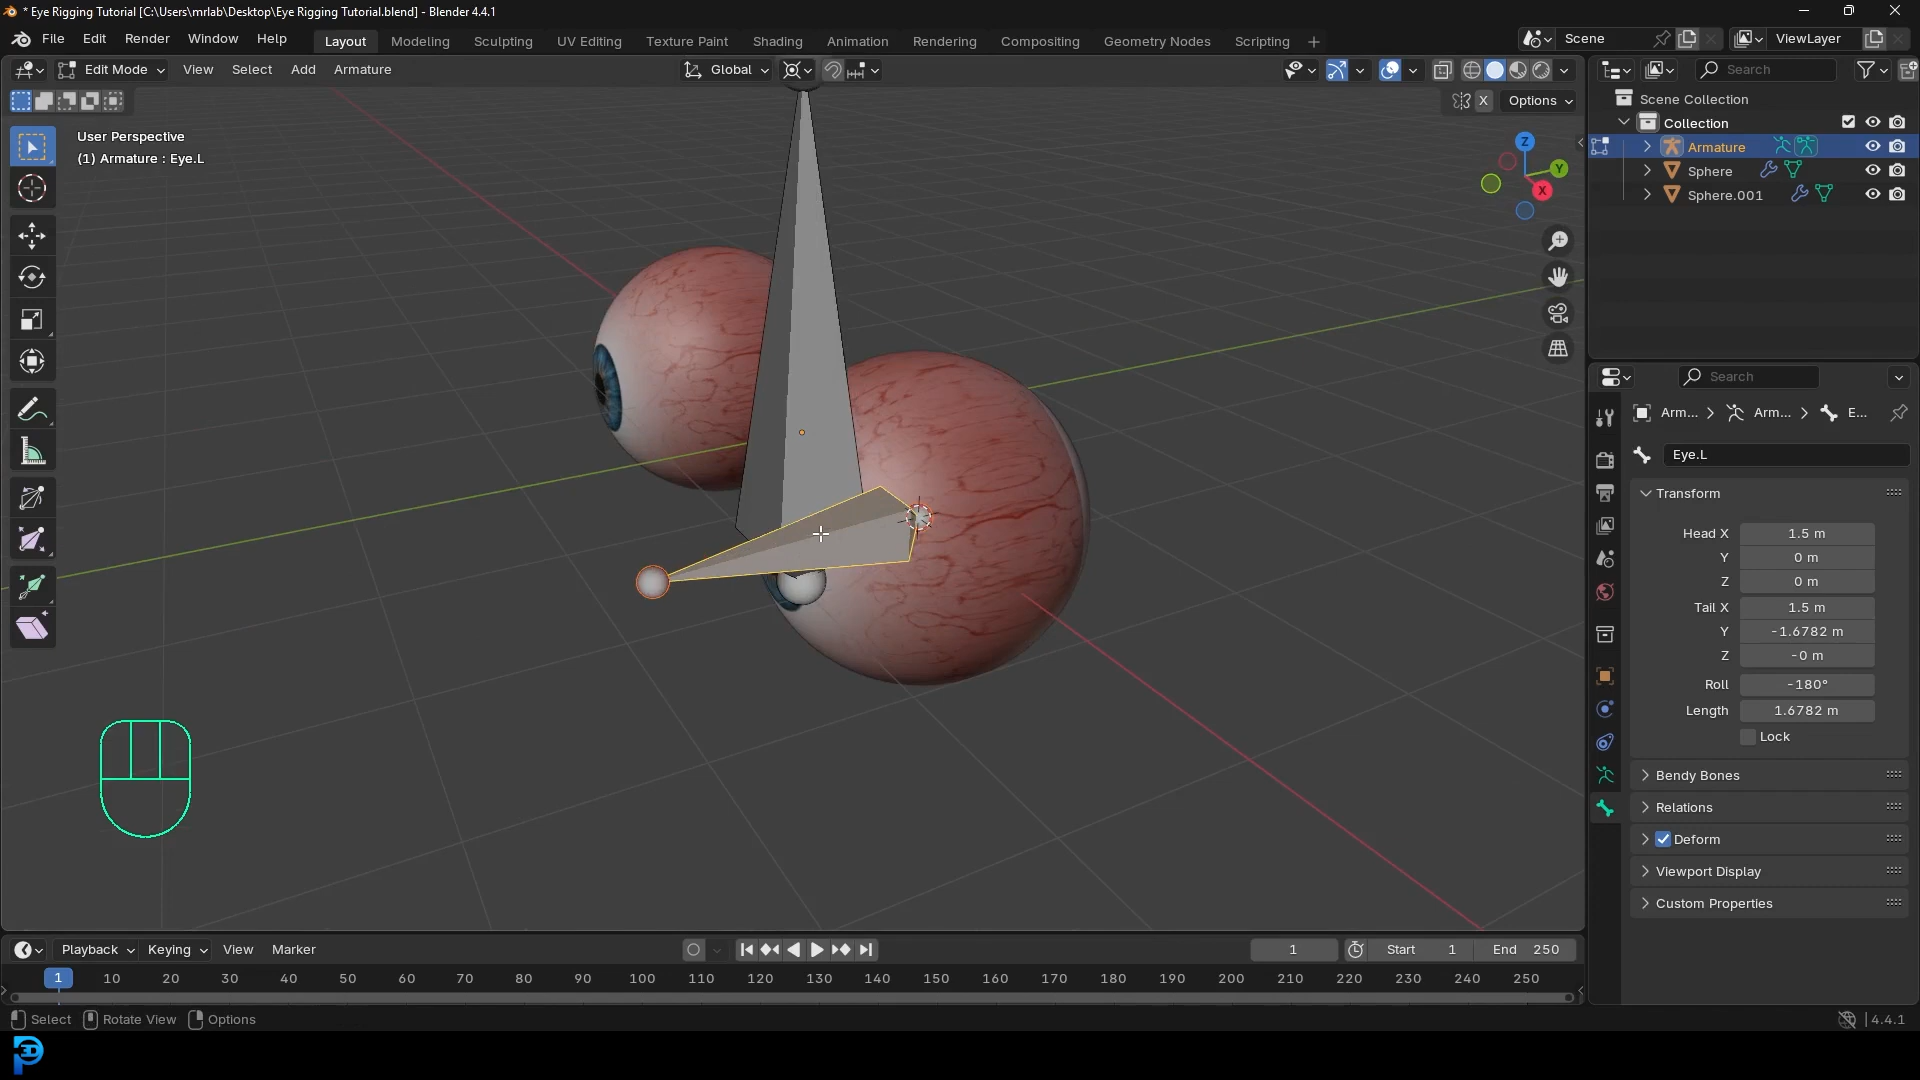 * Eye Rigging Tutorial [C:\Users\mrlab\Desktop\Eye Rigging Tutorial.blend] - Blender 4.4.1
File Edit Render Window Help Layout Modeling Sculpting UV Editing Texture Paint Shading Animation Rendering Compositing Geometry Nodes Scripting + Scene ViewLayer
Edit Mode View Select Add Armature Global Search
X Options
User Perspective
(1) Armature : Eye.L
Z
Y
X
Scene Collection
Collection
Armature
Sphere
Sphere.001
Search
Arm... Arm... E...
Eye.L
Transform
Head X 1.5 m
Y 0 m
Z 0 m
Tail X 1.5 m
Y -1.6782 m
Z -0 m
Roll -180°
Length 1.6782 m
Lock
Bendy Bones
Relations
Deform
Viewport Display
Custom Properties
Playback Keying View Marker 1 Start 1 End 250
1 10 20 30 40 50 60 70 80 90 100 110 120 130 140 150 160 170 180 190 200 210 220 230 240 250
Select Rotate View Options 4.4.1
3D